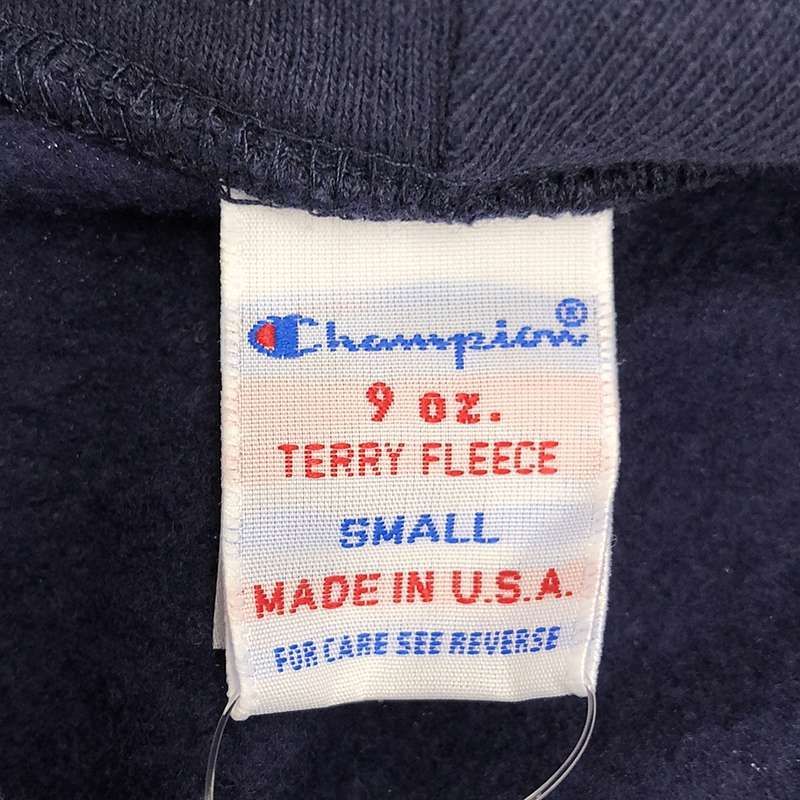 Champion®
9 oz.
TERRY FLEECE
SMALL
MADE IN U.S.A.
FOR CARE SEE REVERSE